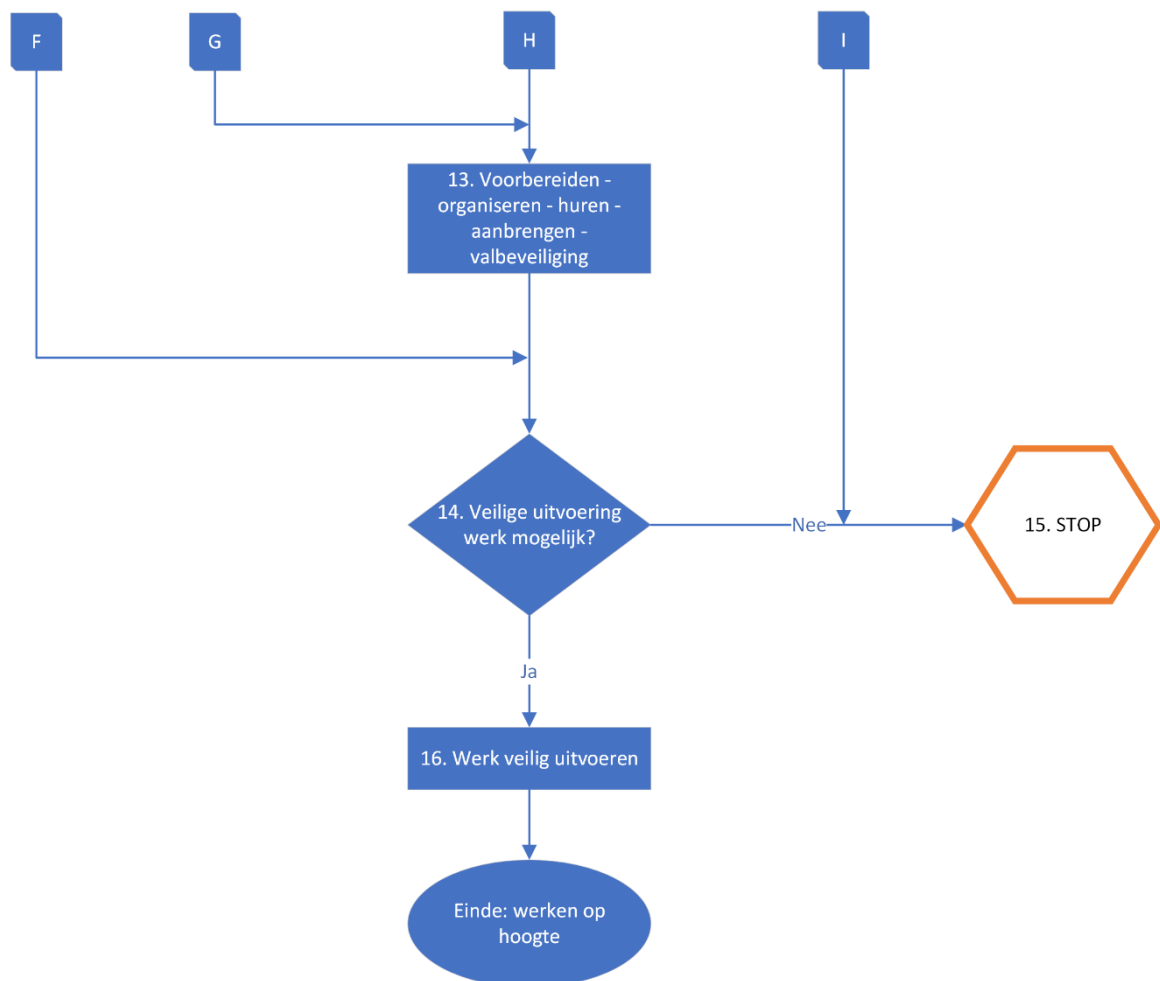 F
G
H
I
13. Voorbereiden -
organiseren - huren -
aanbrengen -
valbeveiliging
14. Veilige uitvoering
werk mogelijk?
Nee
15. STOP
Ja
16. Werk veilig uitvoeren
Einde: werken op
hoogte